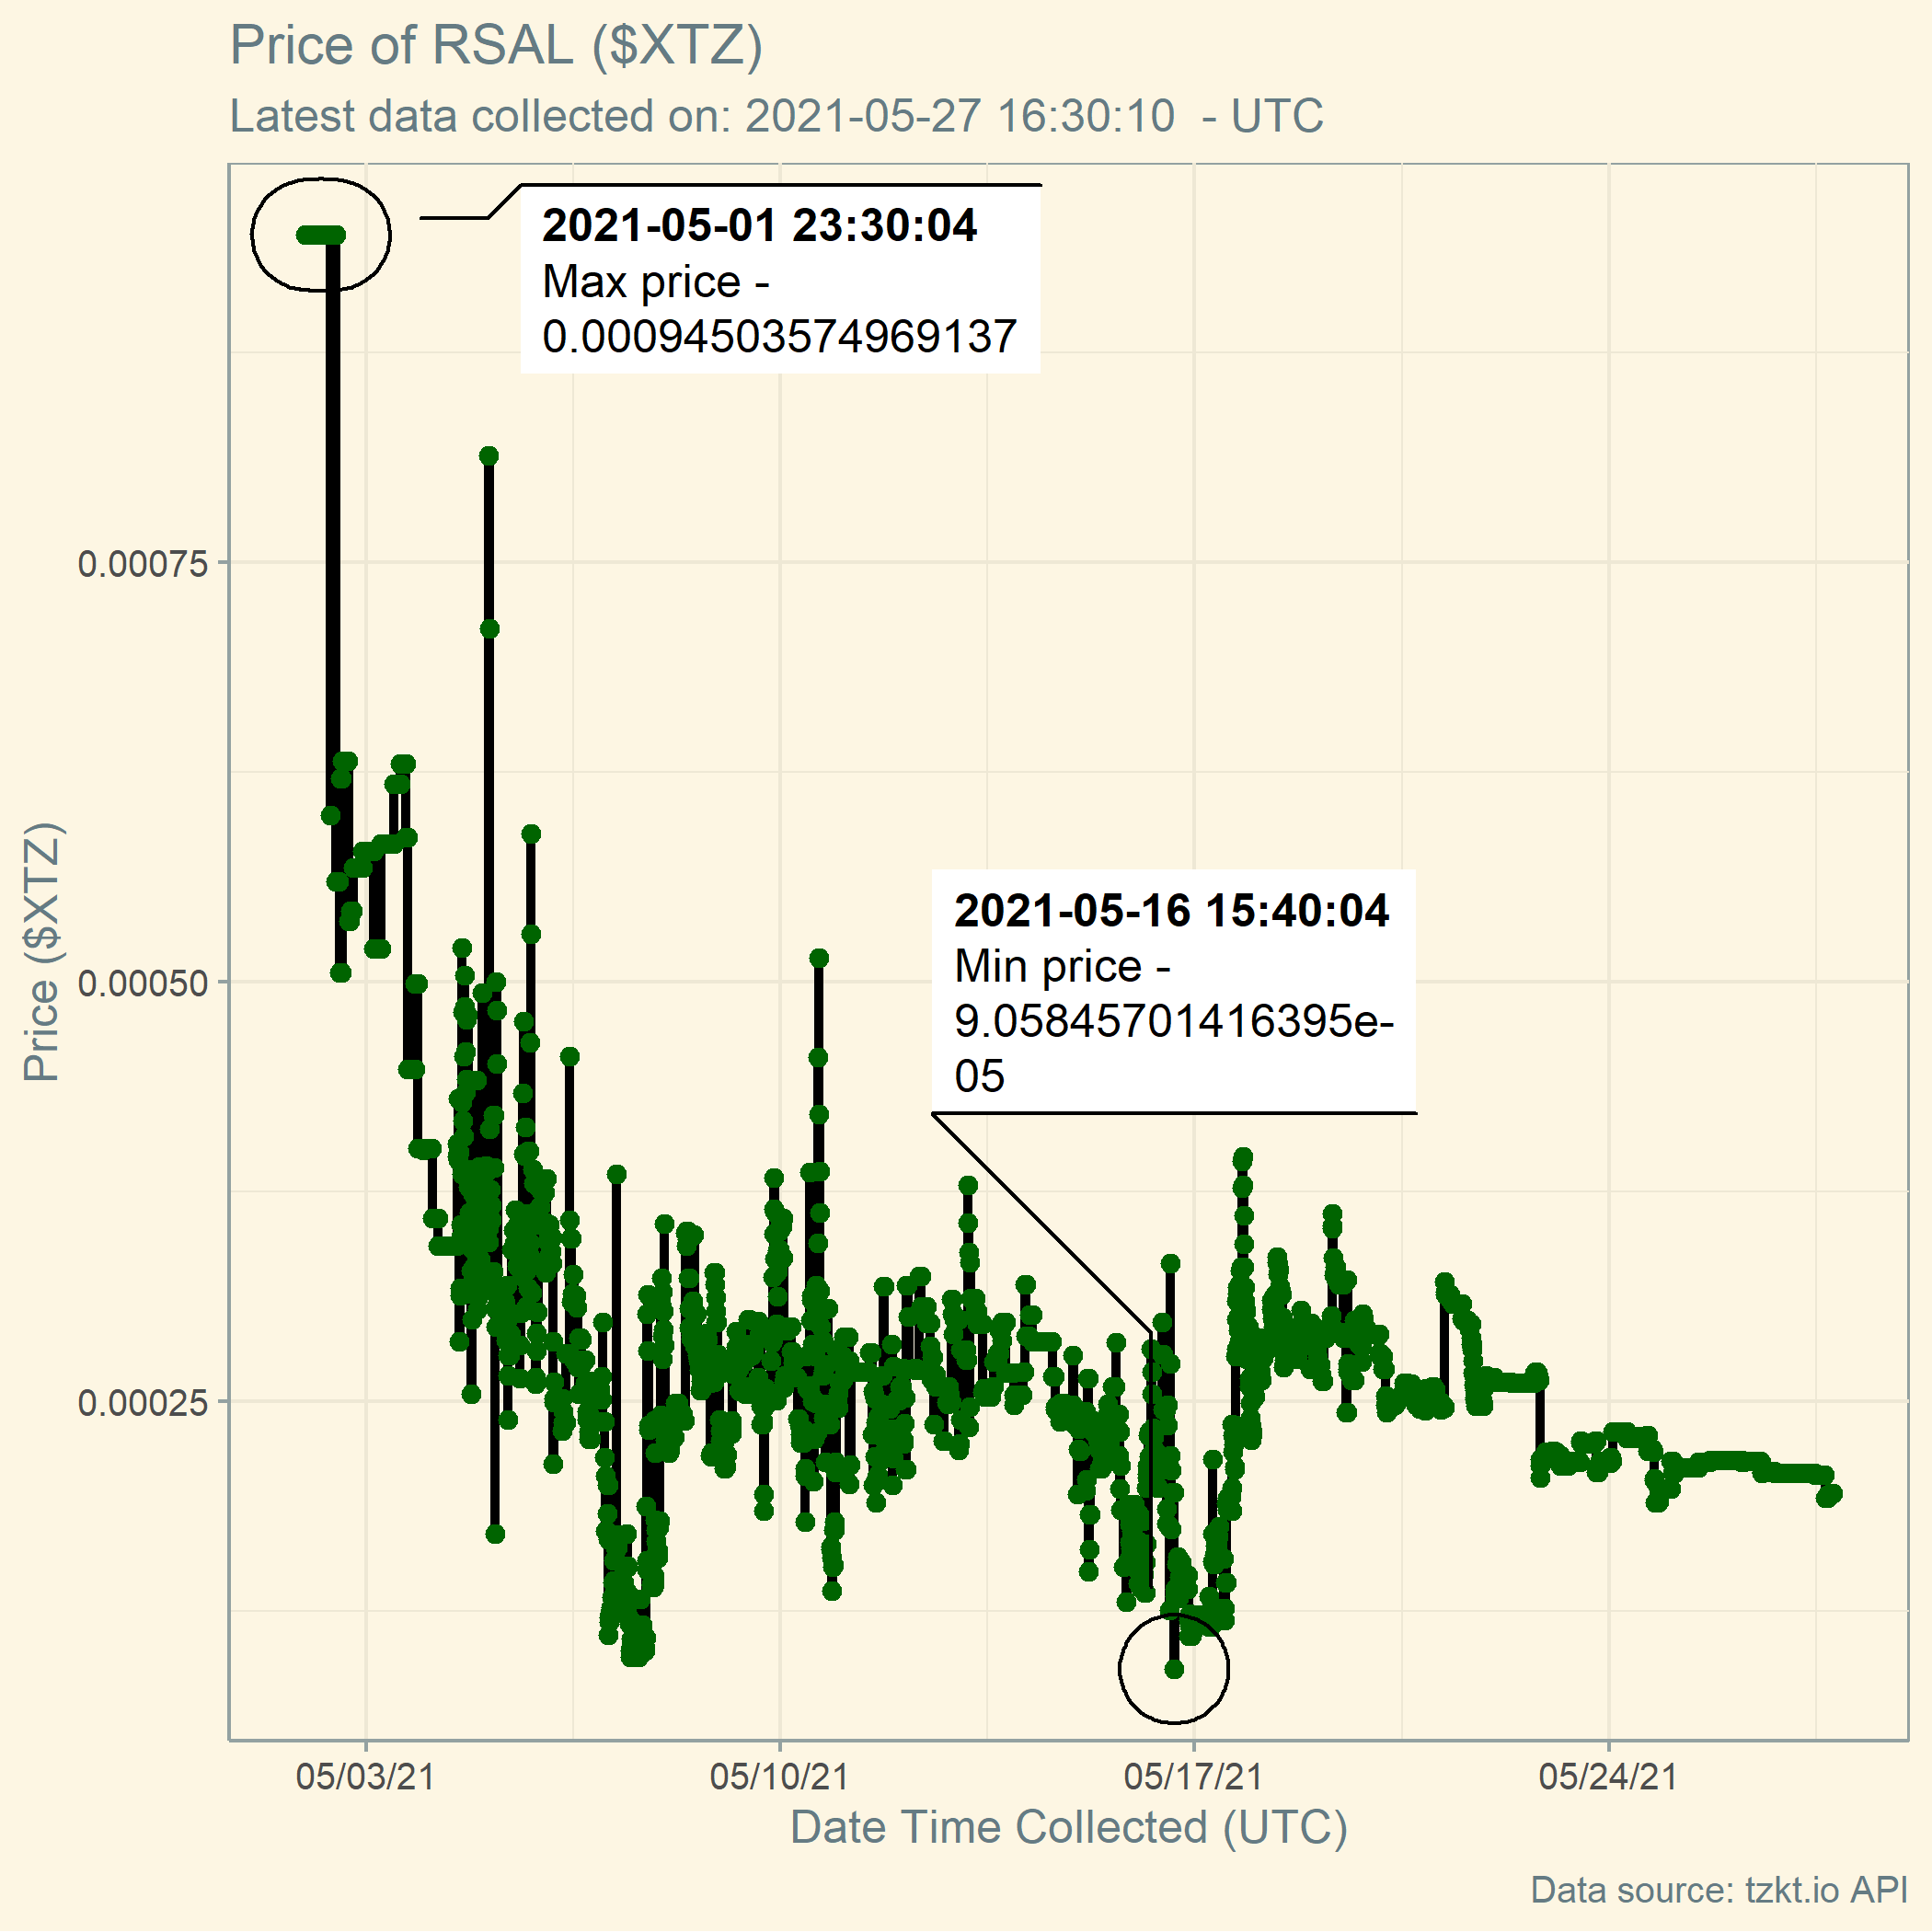 Price of RSAL ($XTZ)
Latest data collected on: 2021-05-27 16:30:10  - UTC
2021-05-01 23:30:04
Max price -
0.000945035749691​37
2021-05-16 15:40:04
Min price -
9.05845701416395e-
05
Price ($XTZ)
0.00075
0.00050
0.00025
05/03/21
05/10/21
05/17/21
05/24/21
Date Time Collected (UTC)
Data source: tzkt.io API